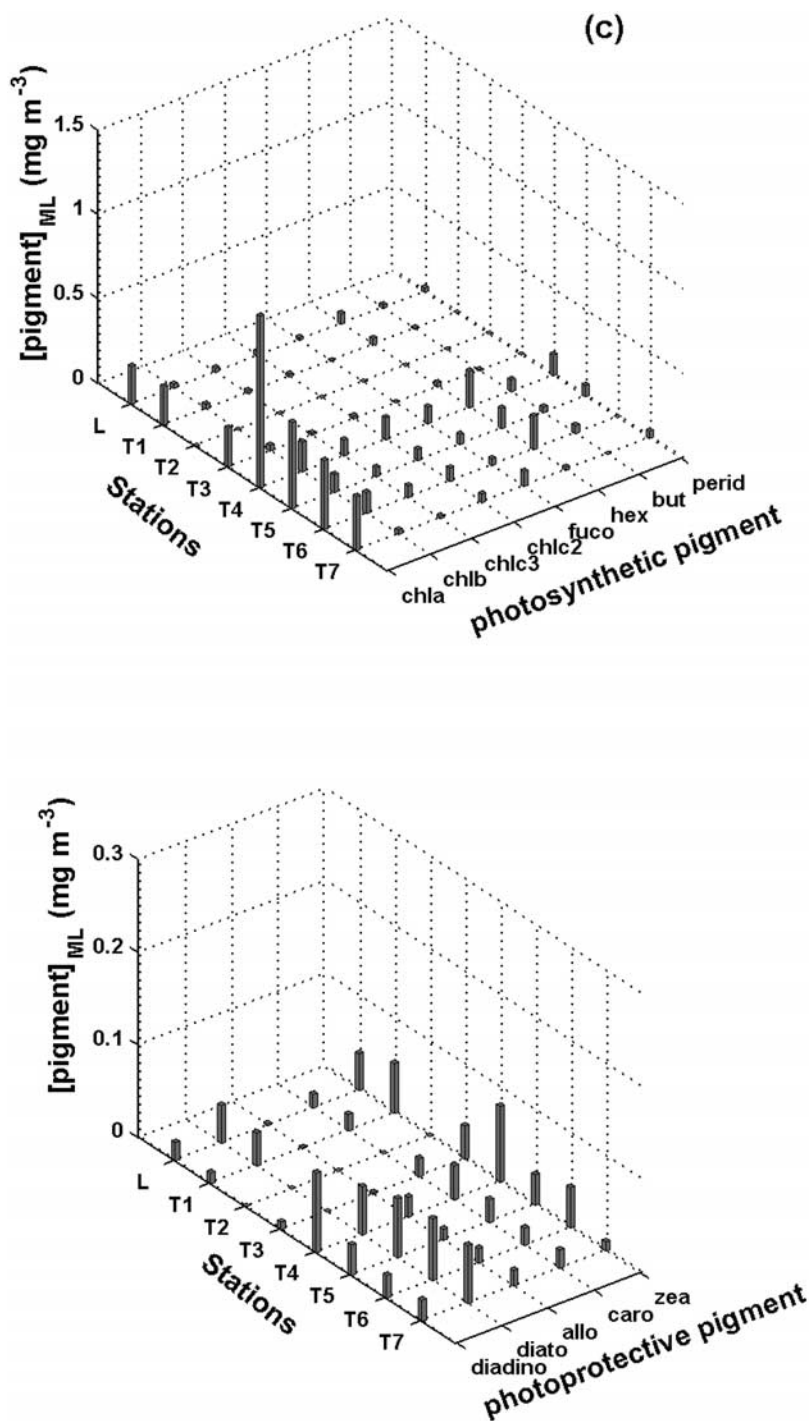 (c)
[pigment]ML (mg m-3)
1.5
1
0.5
0
L
T1
T2
T3
T4
T5
T6
T7
Stations
chla
chlb
chlc3
chlc2
fuco
hex
but
perid
photosynthetic pigment
[pigment]ML (mg m-3)
0.3
0.2
0.1
0
L
T1
T2
T3
T4
T5
T6
T7
Stations
diadino
diato
allo
caro
zea
photoprotective pigment